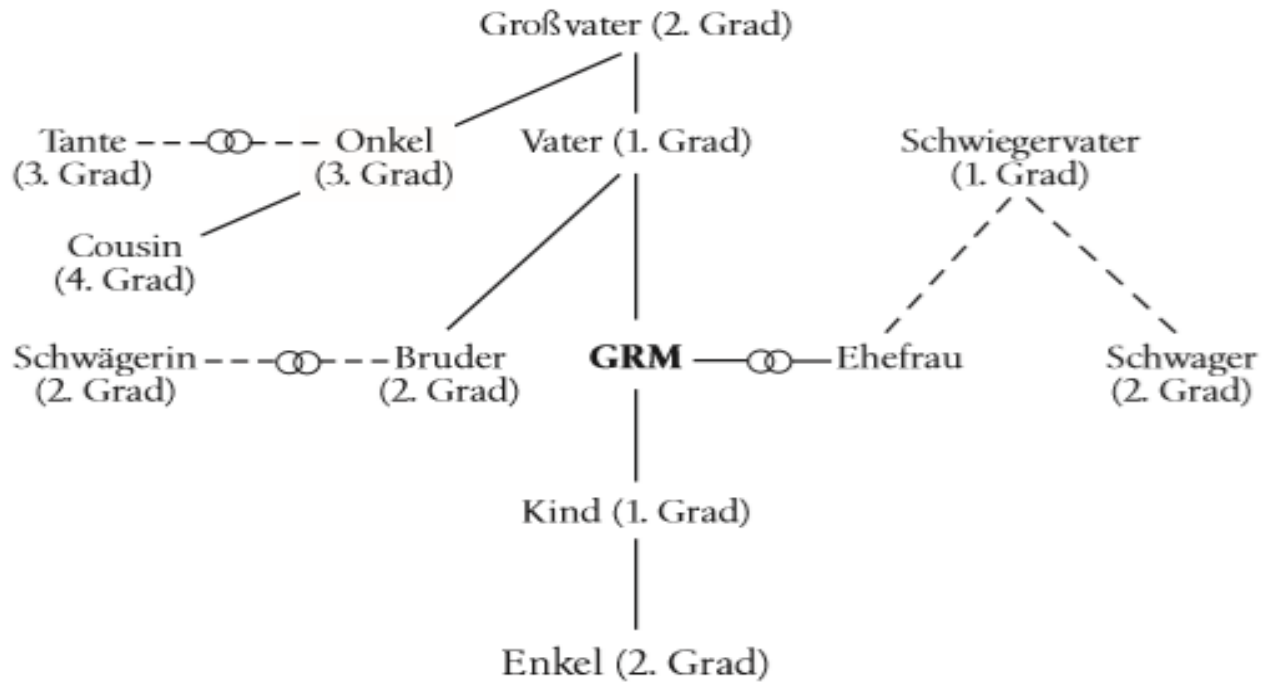 Großvater (2. Grad)
Tante
(3. Grad)
Onkel
(3. Grad)
Vater (1. Grad)
Schwiegervater
(1. Grad)
Cousin
(4. Grad)
Schwägerin
(2. Grad)
Bruder
(2. Grad)
GRM
Ehefrau
Schwager
(2. Grad)
Kind (1. Grad)
Enkel (2. Grad)